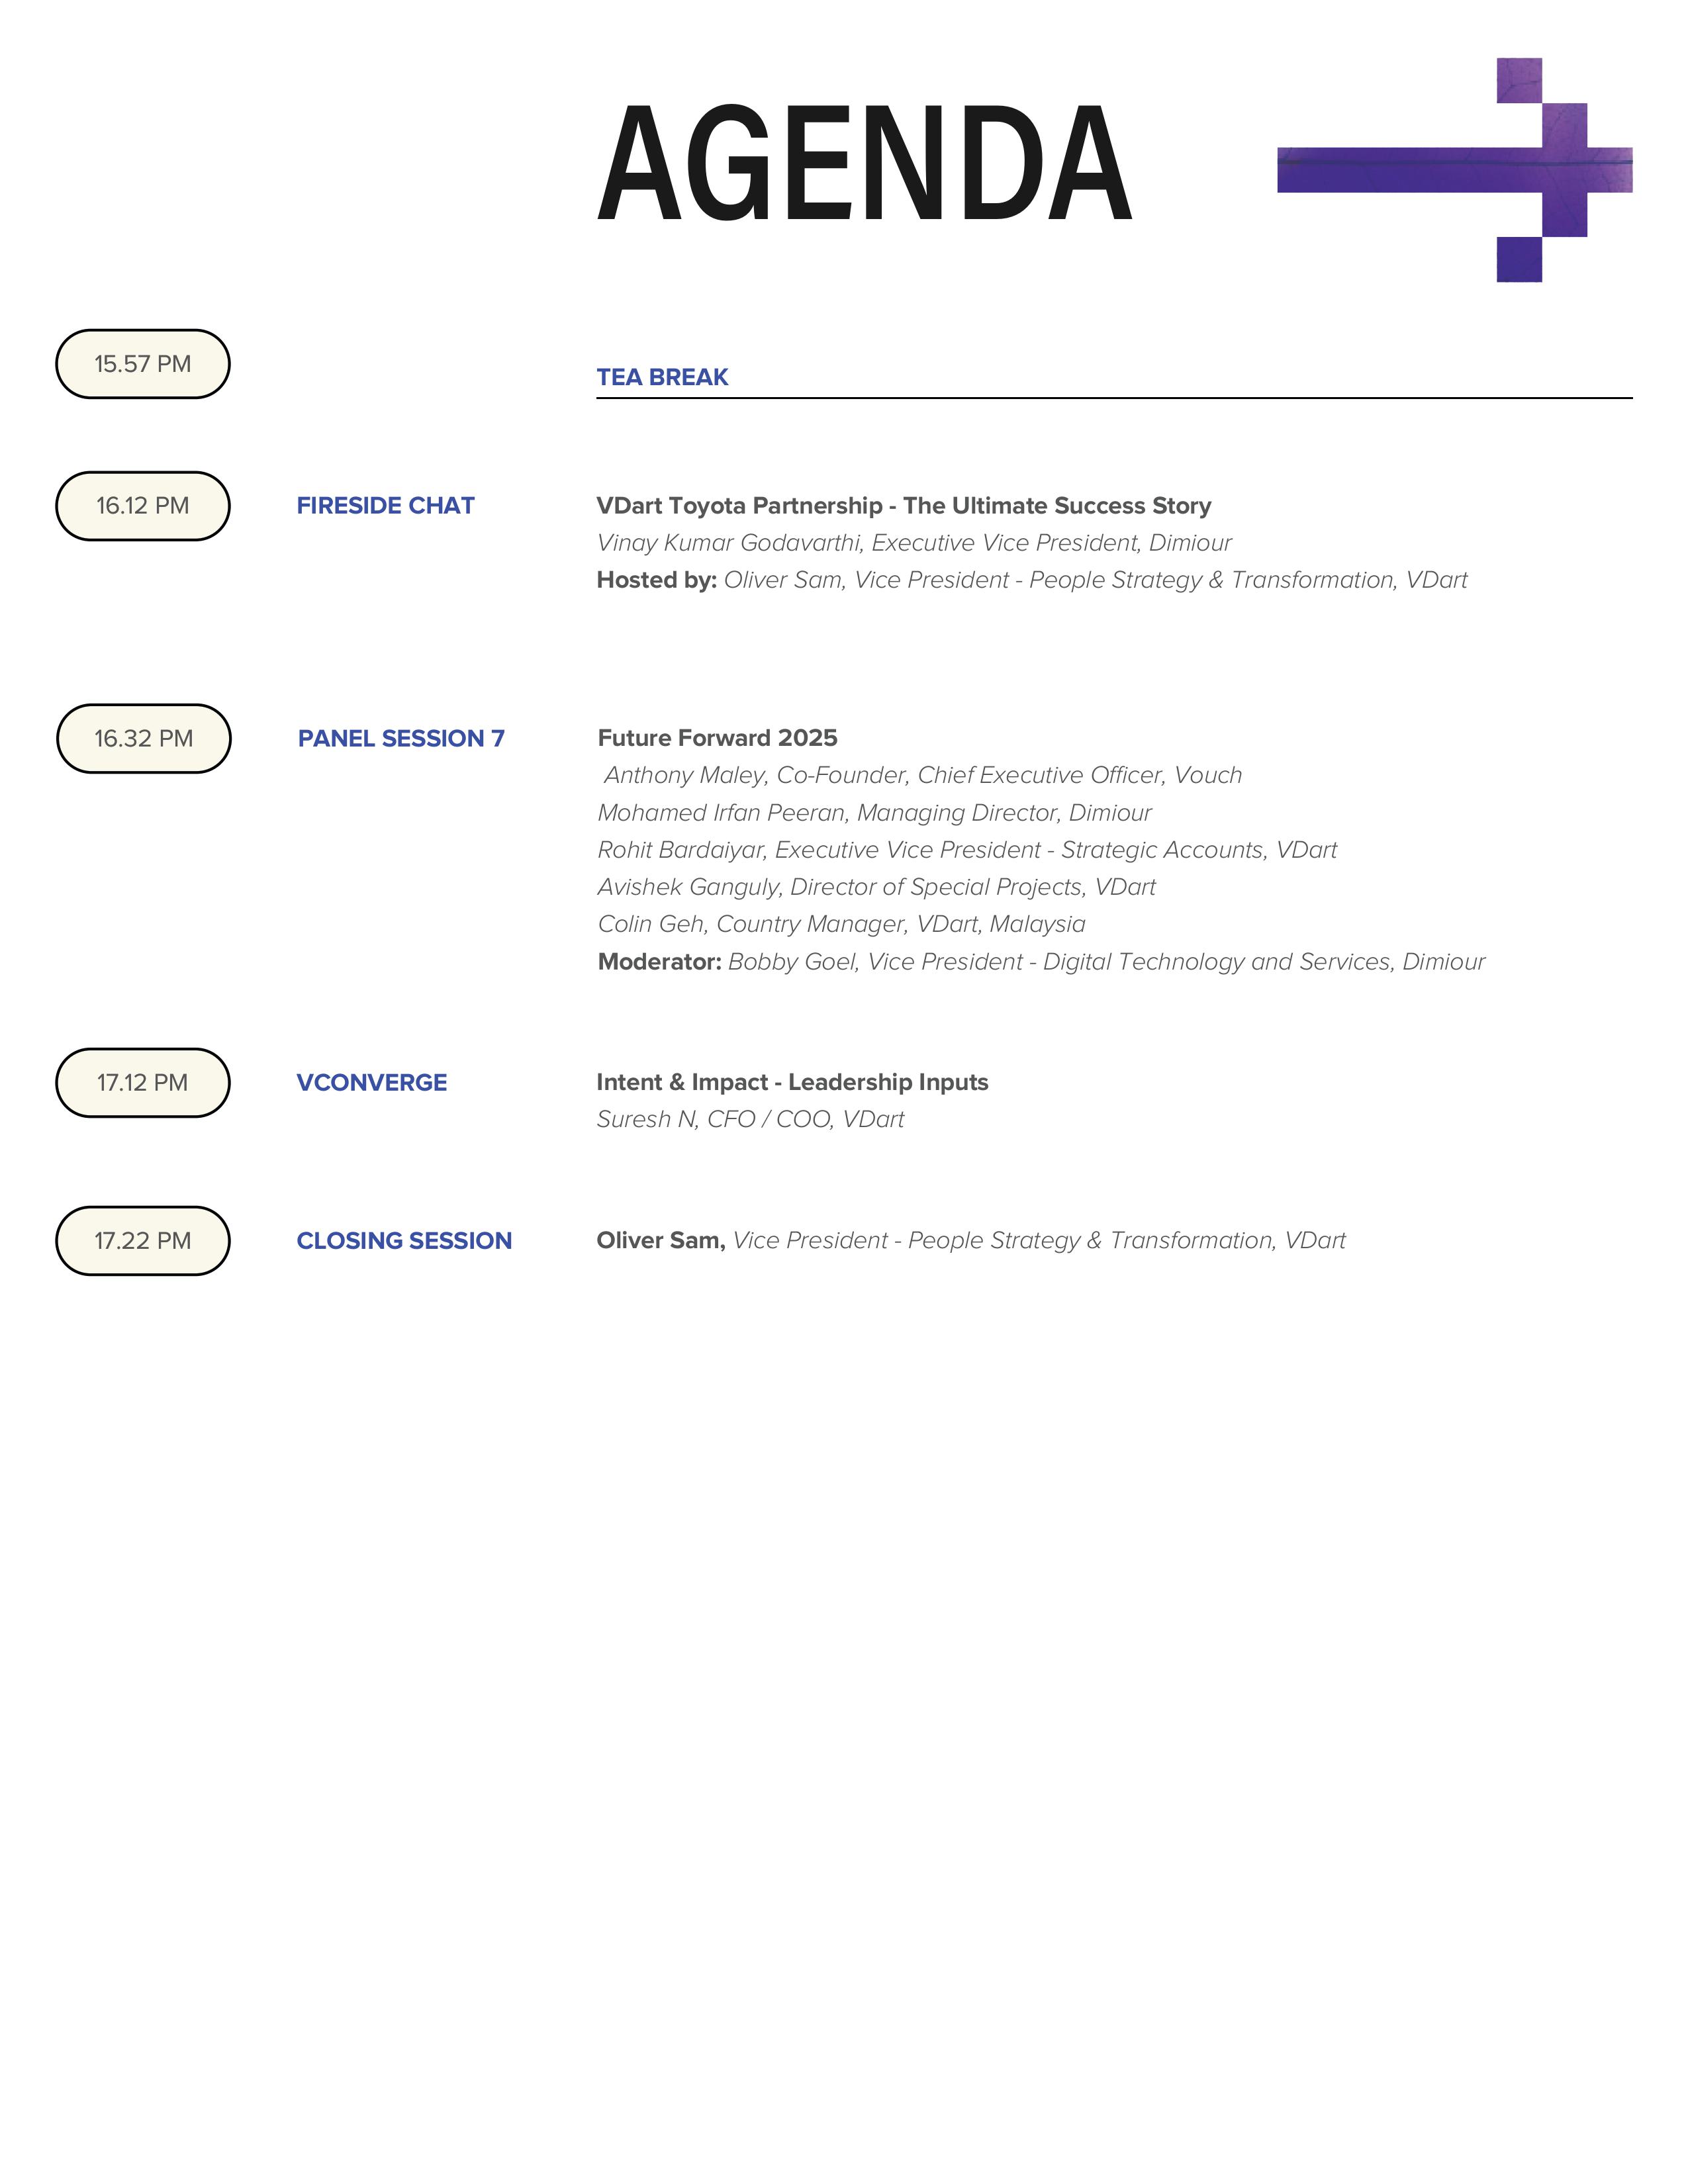 AGENDA
15.57 PM
TEA BREAK
16.12 PM
FIRESIDE CHAT
VDart Toyota Partnership - The Ultimate Success Story
Vinay Kumar Godavarthi, Executive Vice President, Dimiour
Hosted by: Oliver Sam, Vice President - People Strategy & Transformation, VDart
16.32 PM
PANEL SESSION 7
Future Forward 2025
Anthony Maley, Co-Founder, Chief Executive Officer, Vouch
Mohamed Irfan Peeran, Managing Director, Dimiour
Rohit Bardaiyar, Executive Vice President - Strategic Accounts, VDart
Avishek Ganguly, Director of Special Projects, VDart
Colin Geh, Country Manager, VDart, Malaysia
Moderator: Bobby Goel, Vice President - Digital Technology and Services, Dimiour
17.12 PM
VCONVERGE
Intent & Impact - Leadership Inputs
Suresh N, CFO / COO, VDart
17.22 PM
CLOSING SESSION
Oliver Sam, Vice President - People Strategy & Transformation, VDart